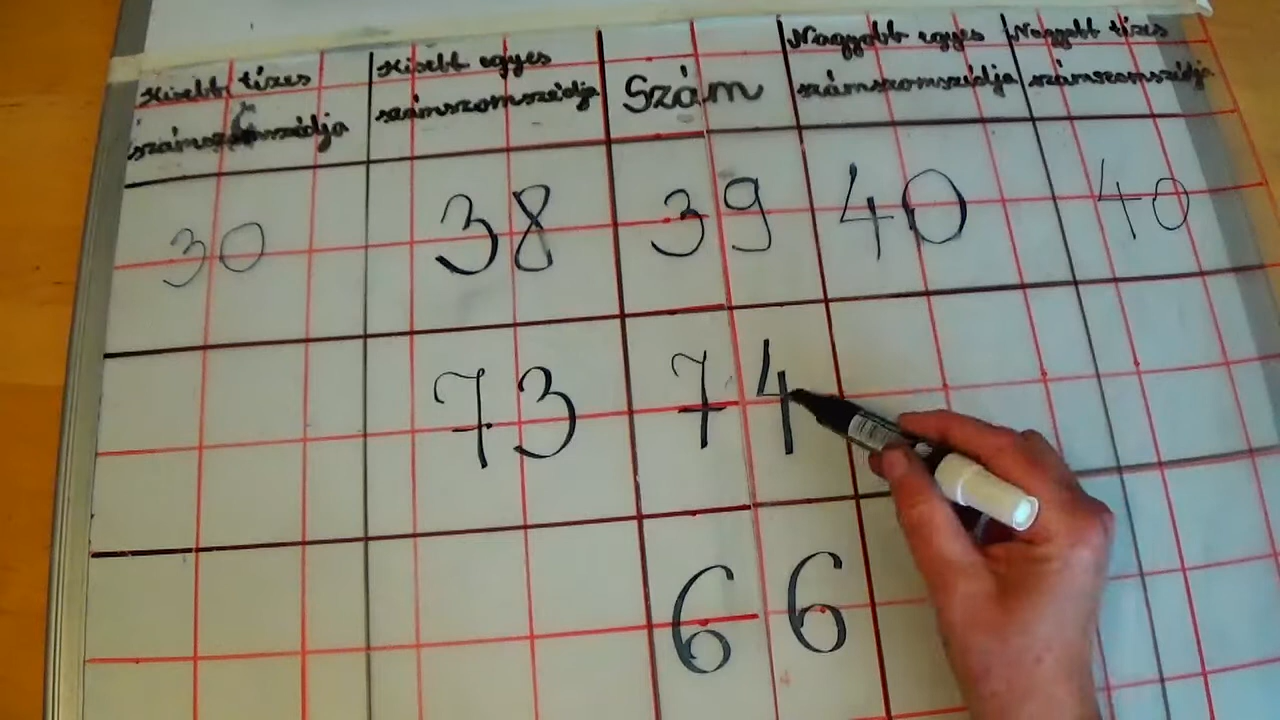 Kisebb tízes
számszomszédja
Kisebb egyes
számszomszédja
Szám
Nagyobb egyes
számszomszédja
Nagyobb tízes
számszomszédja
30 38 39 40 40
73 74
66